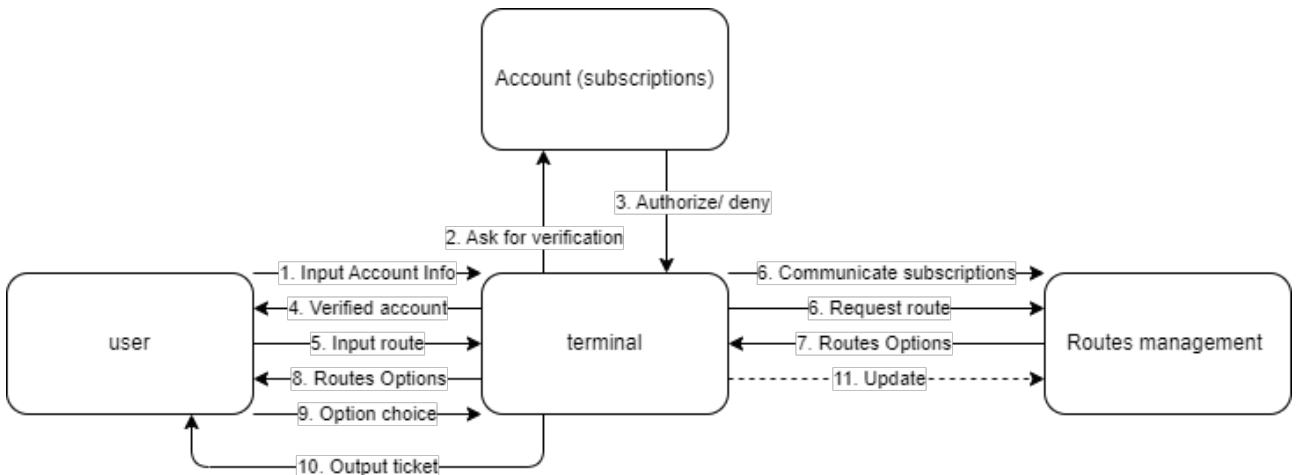 Account (subscriptions)
3. Authorize/ deny
2. Ask for verification
1. Input Account Info
6. Communicate subscriptions
4. Verified account
6. Request route
user
5. Input route
terminal
7. Routes Options
Routes management
8. Routes Options
11. Update
9. Option choice
10. Output ticket